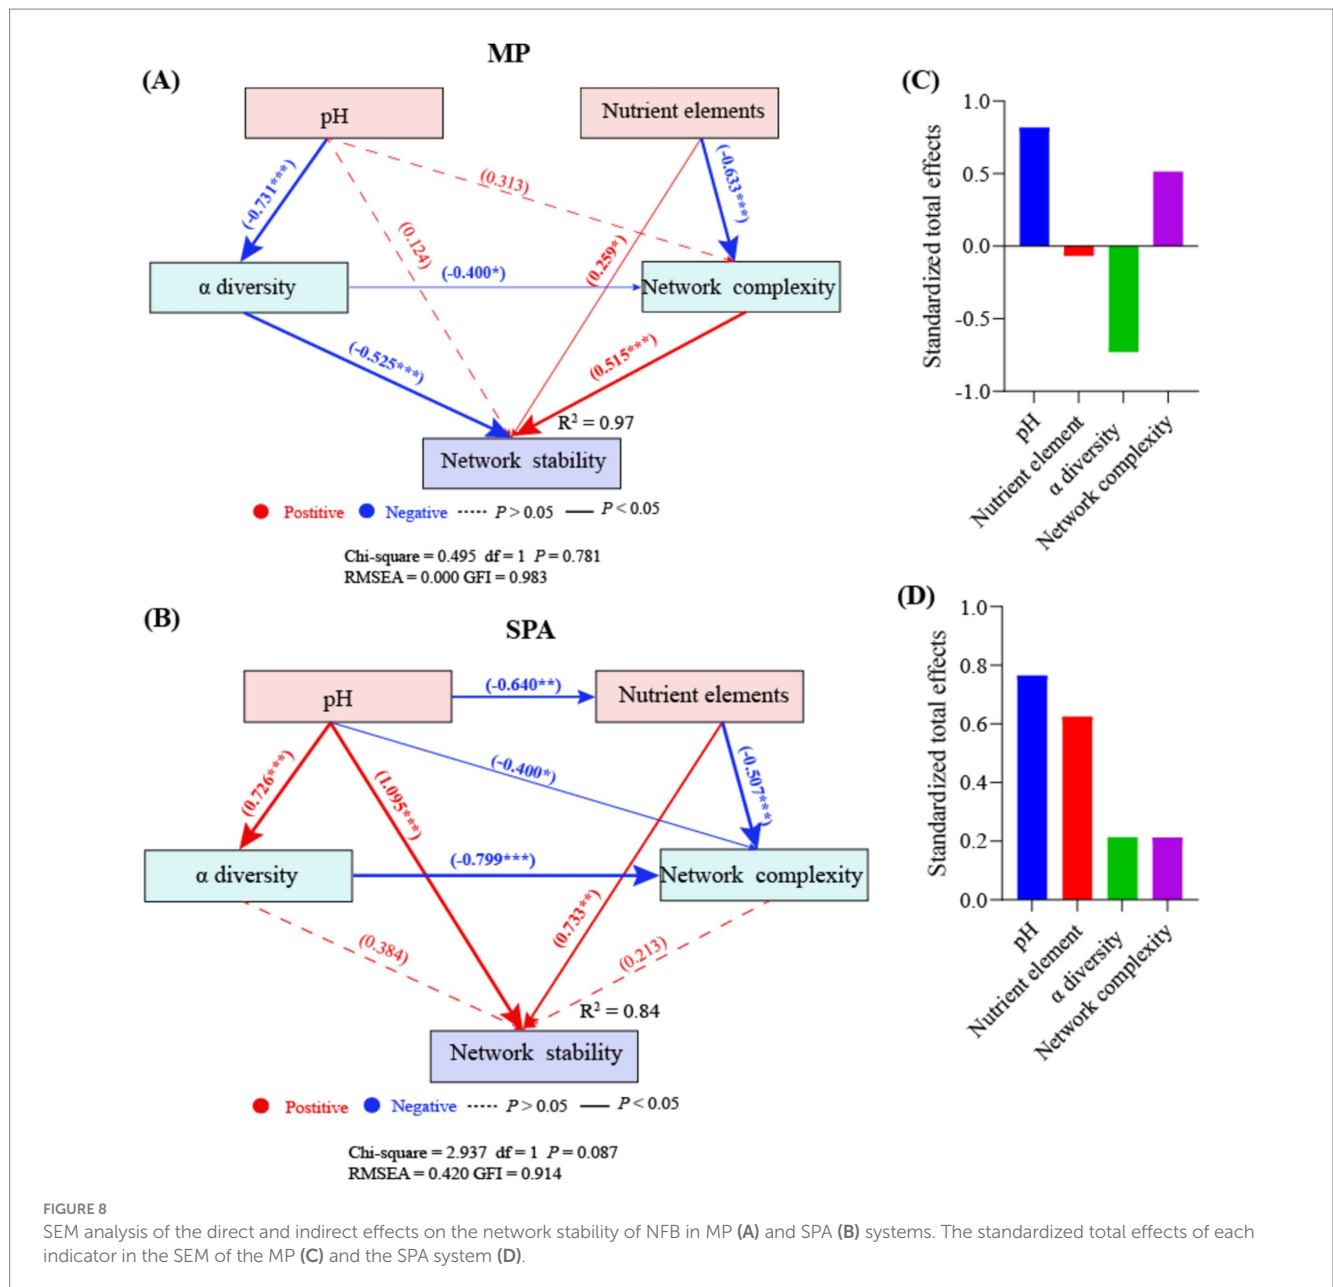 MP
(A)
pH
Nutrient elements
(-0.731***)
(0.124)
(0.313)
(0.259*)
(-0.633***)
α diversity
(-0.400*)
Network complexity
(-0.525***)
(0.515***)
R² = 0.97
Network stability
Postitive Negative P > 0.05 P < 0.05
Chi-square = 0.495 df = 1 P = 0.781
RMSEA = 0.000 GFI = 0.983
(C)
Standardized total effects
1.0
0.5
0.0
-0.5
-1.0
pH
Nutrient element
α diversity
Network complexity
(B)
SPA
pH
(-0.640**)
Nutrient elements
(0.726***)
(1.095***)
(-0.400*)
(0.733**)
(-0.507***)
α diversity
(-0.799***)
Network complexity
(0.384)
(0.213)
R² = 0.84
Network stability
Postitive Negative P > 0.05 P < 0.05
Chi-square = 2.937 df = 1 P = 0.087
RMSEA = 0.420 GFI = 0.914
(D)
Standardized total effects
1.0
0.8
0.6
0.4
0.2
0.0
pH
Nutrient element
α diversity
Network complexity
FIGURE 8
SEM analysis of the direct and indirect effects on the network stability of NFB in MP (A) and SPA (B) systems. The standardized total effects of each
indicator in the SEM of the MP (C) and the SPA system (D).